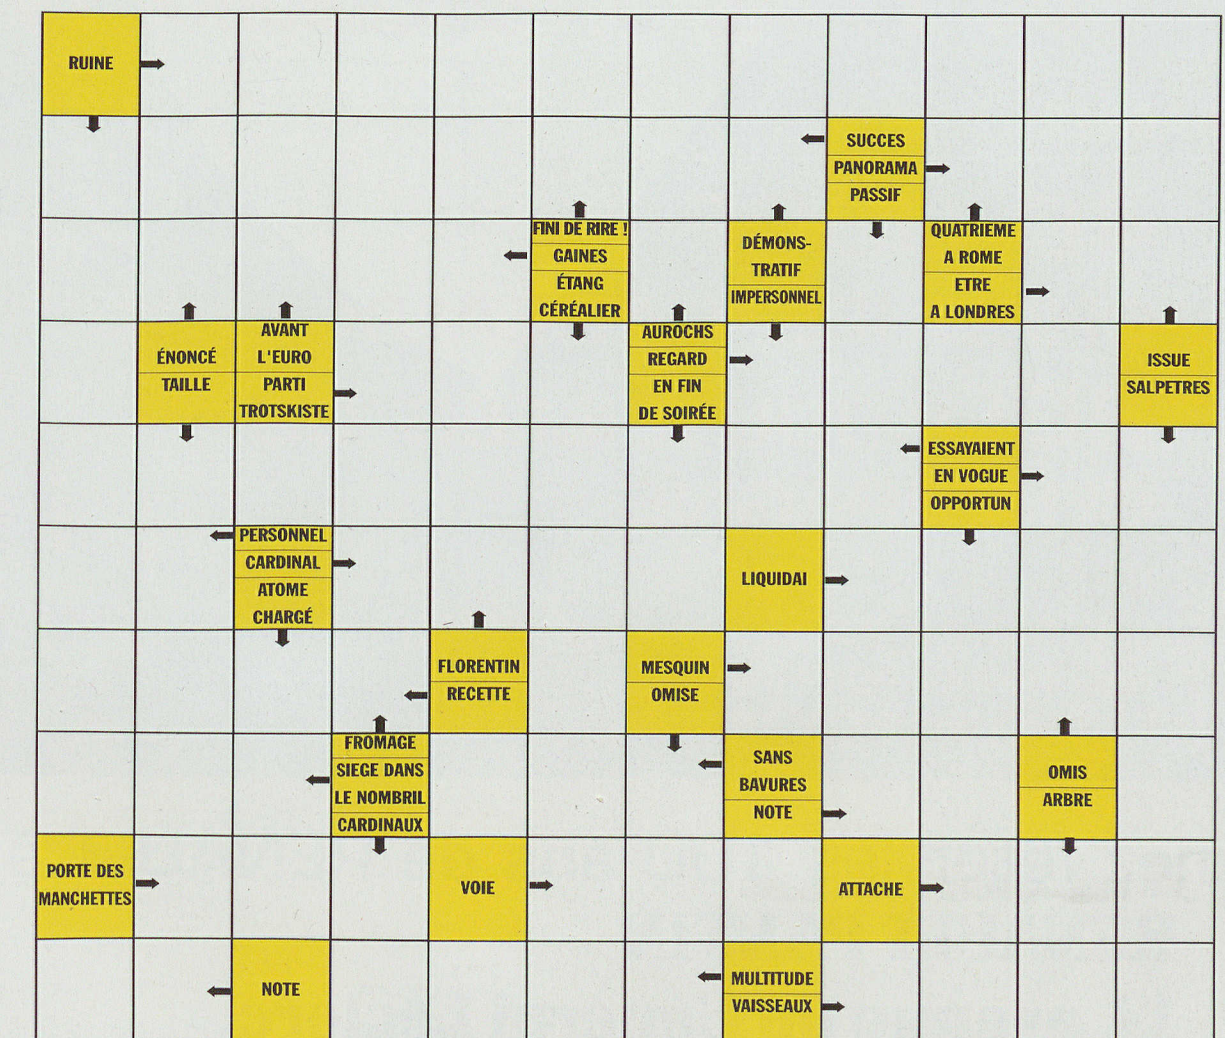 RUINE
SUCCES
PANORAMA
PASSIF
FINI DE RIRE !
GAINES
ÉTANG
CÉRÉALIER
DÉMONS-
TRATIF
IMPERSONNEL
QUATRIEME
A ROME
ETRE
A LONDRES
ÉNONCÉ
TAILLE
AVANT
L'EURO
PARTI
TROTSKISTE
AUROCHS
REGARD
EN FIN
DE SOIRÉE
ISSUE
SALPETRES
ESSAYAIENT
EN VOGUE
OPPORTUN
PERSONNEL
CARDINAL
ATOME
CHARGÉ
LIQUIDAI
FLORENTIN
RECETTE
MESQUIN
OMISE
FROMAGE
SIEGE DANS
LE NOMBRIL
CARDINAUX
SANS
BAVURES
NOTE
OMIS
ARBRE
PORTE DES
MANCHETTES
VOIE
ATTACHE
NOTE
MULTITUDE
VAISSEAUX